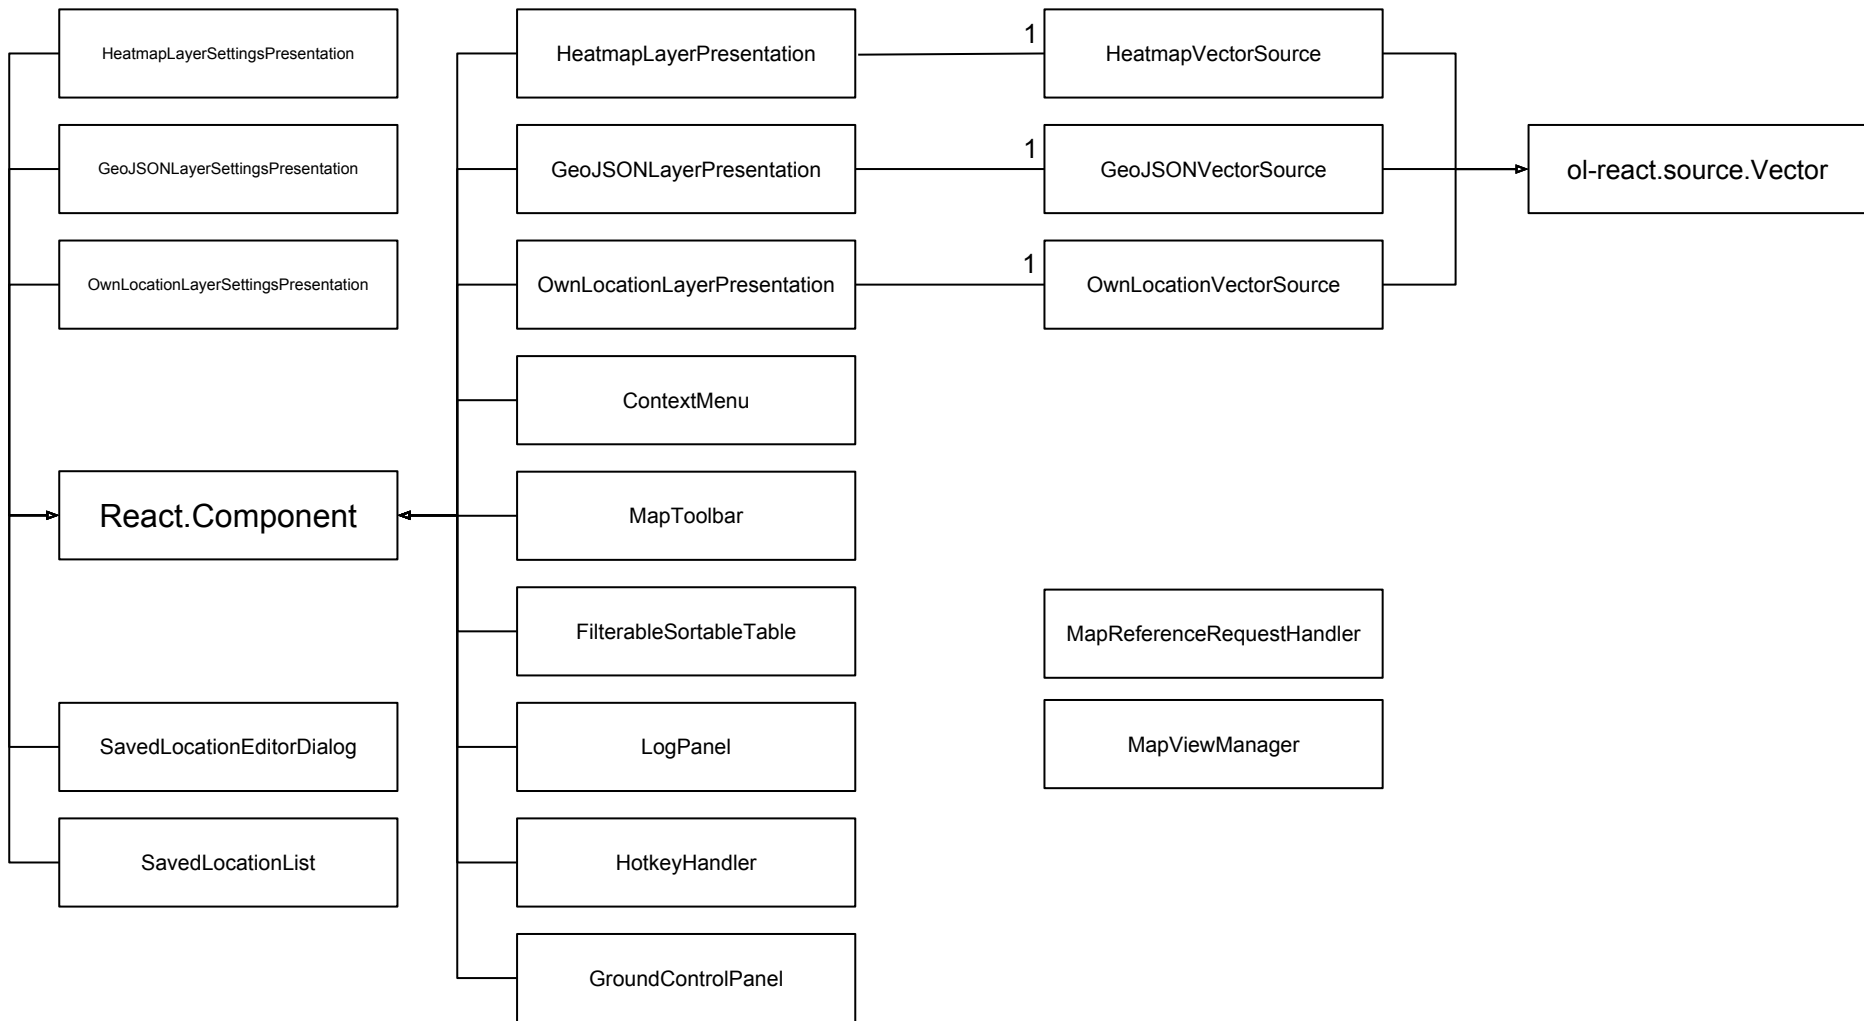 HeatmapLayerSettingsPresentation
HeatmapLayerPresentation
1
HeatmapVectorSource
GeoJSONLayerSettingsPresentation
GeoJSONLayerPresentation
1
GeoJSONVectorSource
ol-react.source.Vector
OwnLocationLayerSettingsPresentation
OwnLocationLayerPresentation
1
OwnLocationVectorSource
ContextMenu
React.Component
MapToolbar
FilterableSortableTable
MapReferenceRequestHandler
SavedLocationEditorDialog
LogPanel
MapViewManager
SavedLocationList
HotkeyHandler
GroundControlPanel